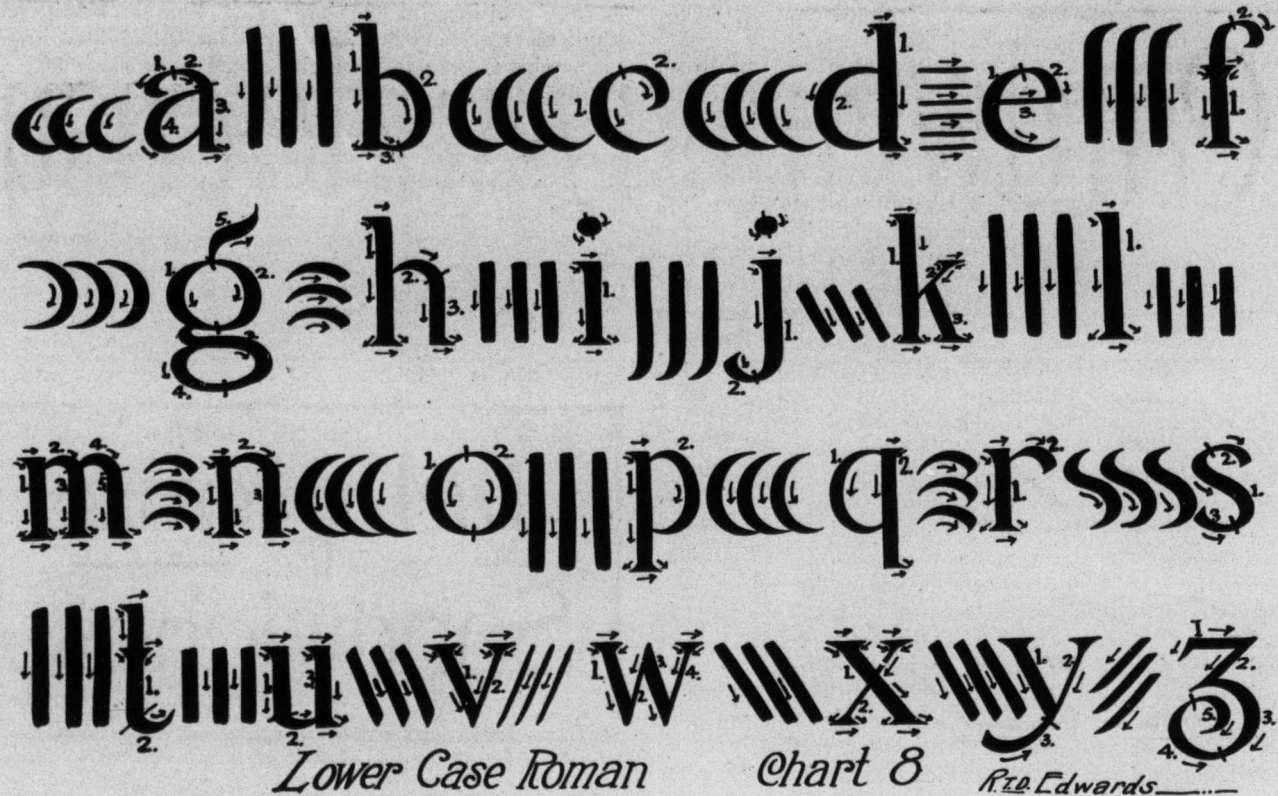 a b c d e f
g h i j k l
m n o p q r s
t u v w x y z
Lower Case Roman Chart 8 R.T.D. Edwards